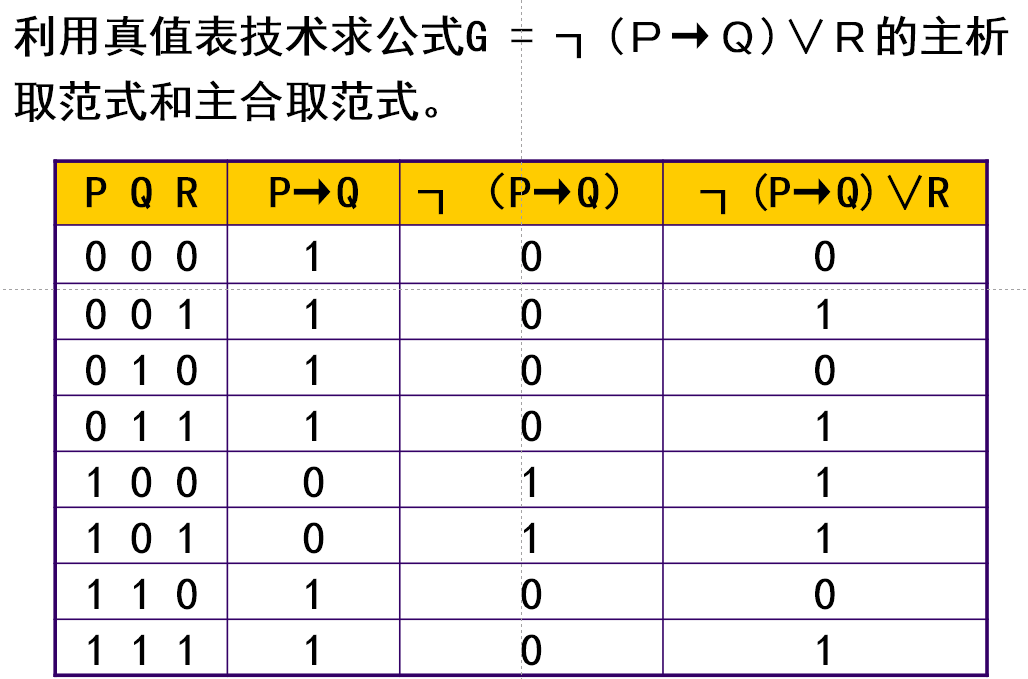 利用真值表技术求公式G = ¬（P→Q）∨R的主析
取范式和主合取范式。
P Q R P→Q ¬（P→Q） ¬（P→Q）∨R
0 0 0 1 0 0
0 0 1 1 0 1
0 1 0 1 0 0
0 1 1 1 0 1
1 0 0 0 1 1
1 0 1 0 1 1
1 1 0 1 0 0
1 1 1 1 0 1